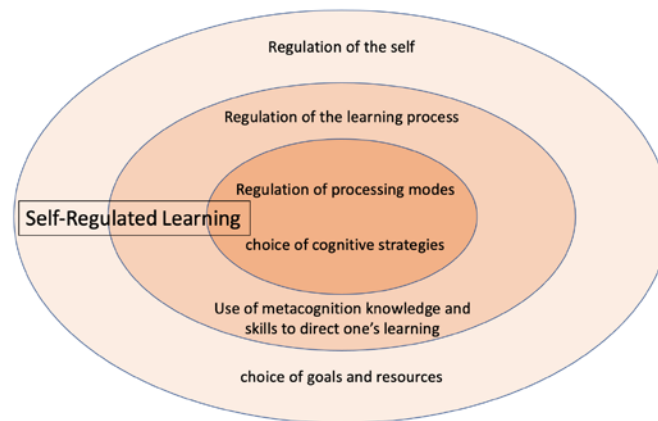 Regulation of the self
Regulation of the learning process
Regulation of processing modes
Self-Regulated Learning
choice of cognitive strategies
Use of metacognition knowledge and
skills to direct one's learning
choice of goals and resources